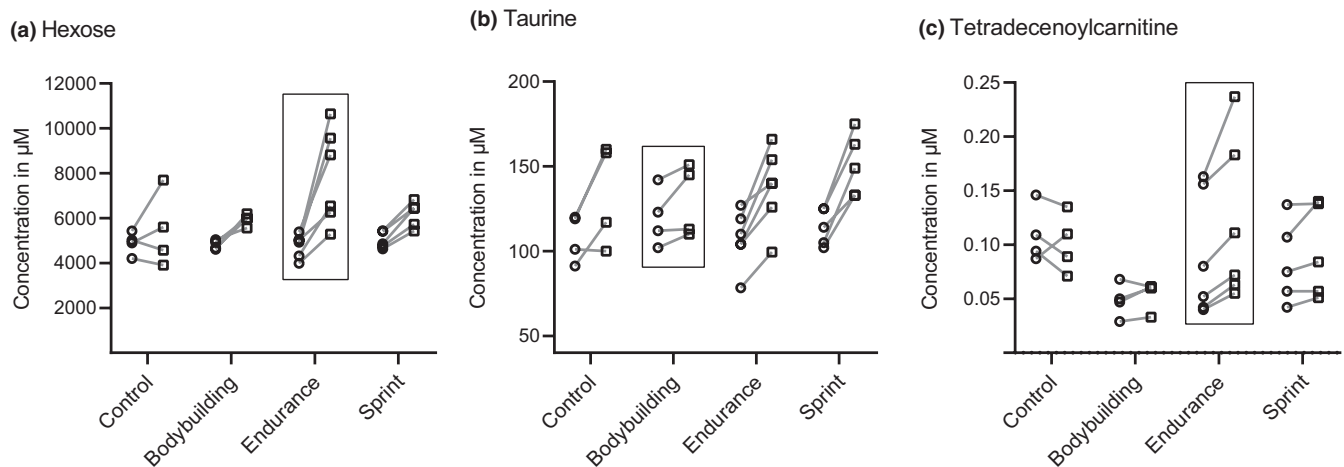 (a) Hexose
Concentration in µM
12000
10000
8000
6000
4000
2000
Control
Bodybuilding
Endurance
Sprint
(b) Taurine
Concentration in µM
200
150
100
50
Control
Bodybuilding
Endurance
Sprint
(c) Tetradecenoylcarnitine
Concentration in µM
0.25
0.20
0.15
0.10
0.05
Control
Bodybuilding
Endurance
Sprint